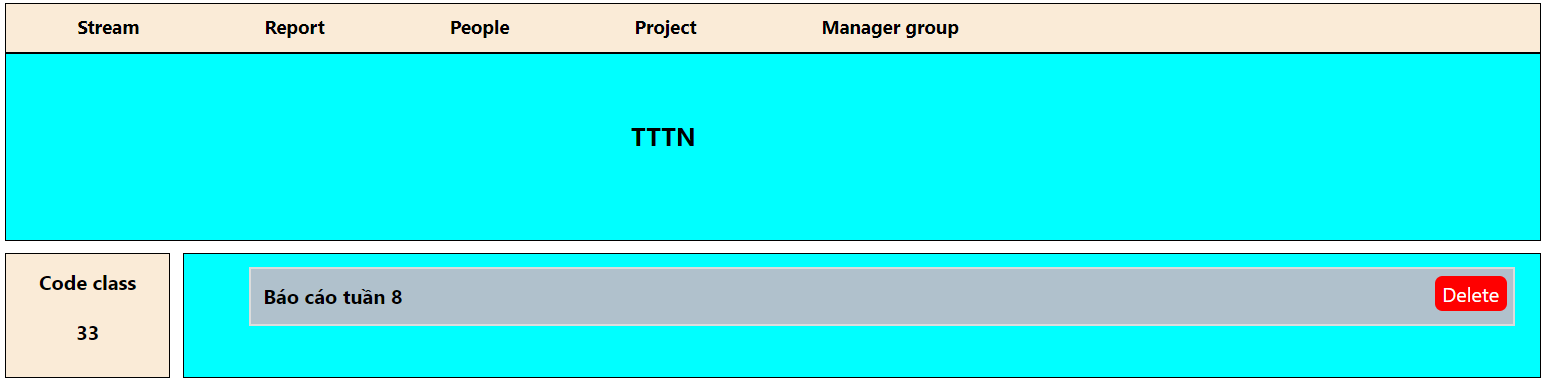 Stream Report People Project Manager group
TTTN
Code class
33
Báo cáo tuần 8 Delete